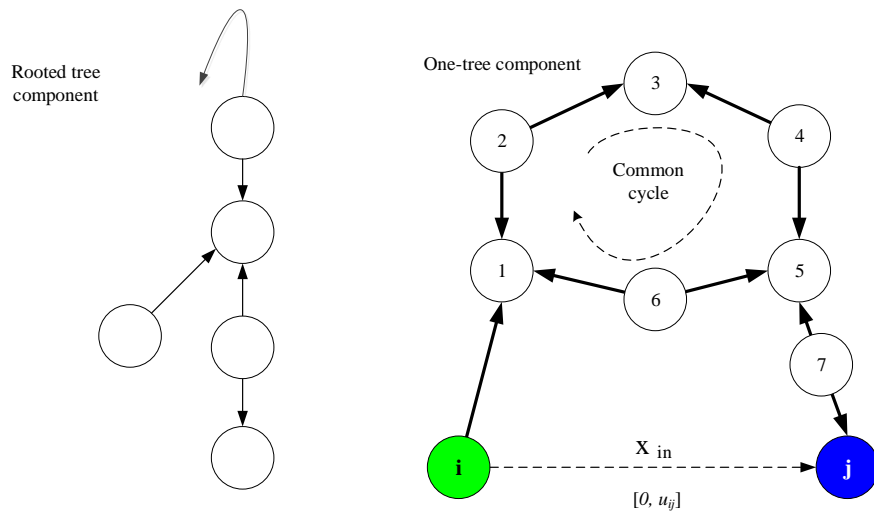 Rooted tree
component
One-tree component
3
2
4
Common
cycle
1
5
6
7
i
X in
j
[0, uij]